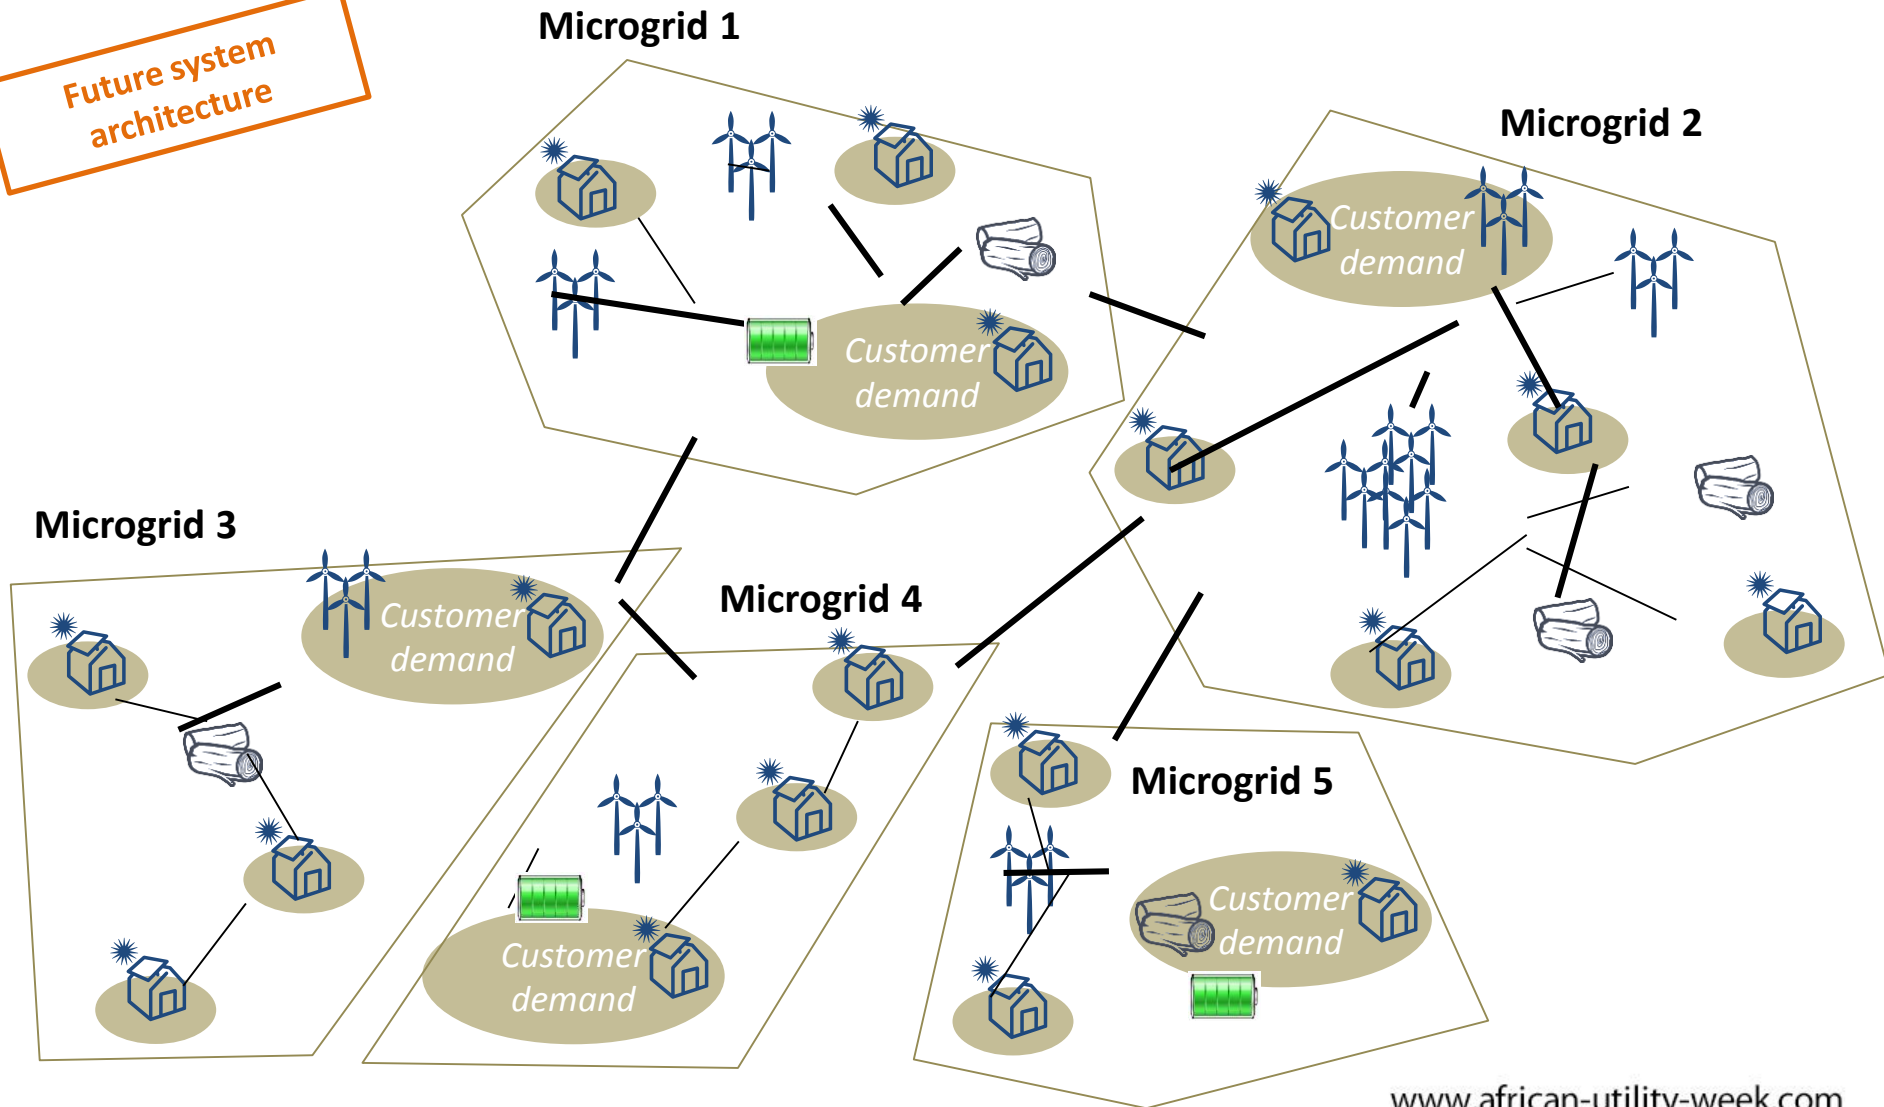 Future system
architecture
Microgrid 1
Microgrid 2
Customer
demand
Customer
demand
Microgrid 3
Microgrid 4
Customer
demand
Microgrid 5
Customer
demand
Customer
demand
www.african-utility-week.com